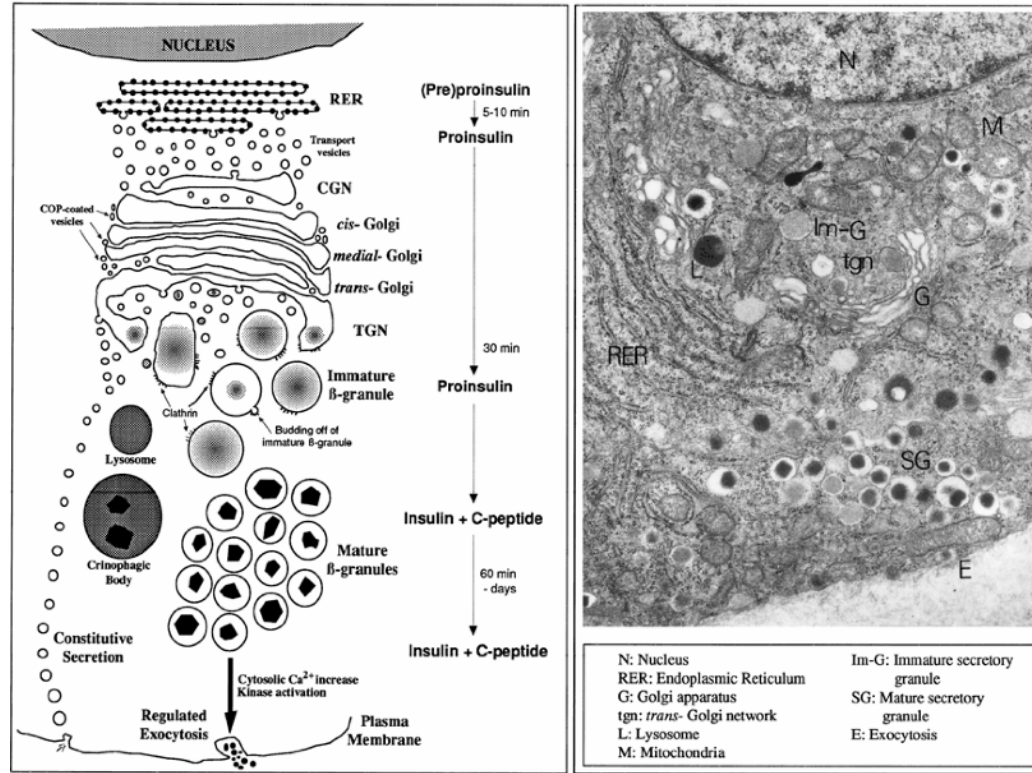 NUCLEUS
RER
Transport
vesicles
CGN
COP-coated
vesicles
cis- Golgi
medial- Golgi
trans- Golgi
TGN
Immature
ß-granule
Clathrin
Budding off of
immature ß-granule
Lysosome
Crinophagic
Body
Mature
ß-granules
Constitutive
Secretion
Cytosolic Ca2+ increase
Kinase activation
Regulated
Exocytosis
Plasma
Membrane
(Pre)proinsulin
5-10 min
Proinsulin
30 min
Proinsulin
Insulin + C-peptide
60 min
- days
Insulin + C-peptide
N
M
Im-G
L
tgn
G
RER
SG
E
N: Nucleus
RER: Endoplasmic Reticulum
G: Golgi apparatus
tgn: trans- Golgi network
L: Lysosome
M: Mitochondria
Im-G: Immature secretory
granule
SG: Mature secretory
granule
E: Exocytosis